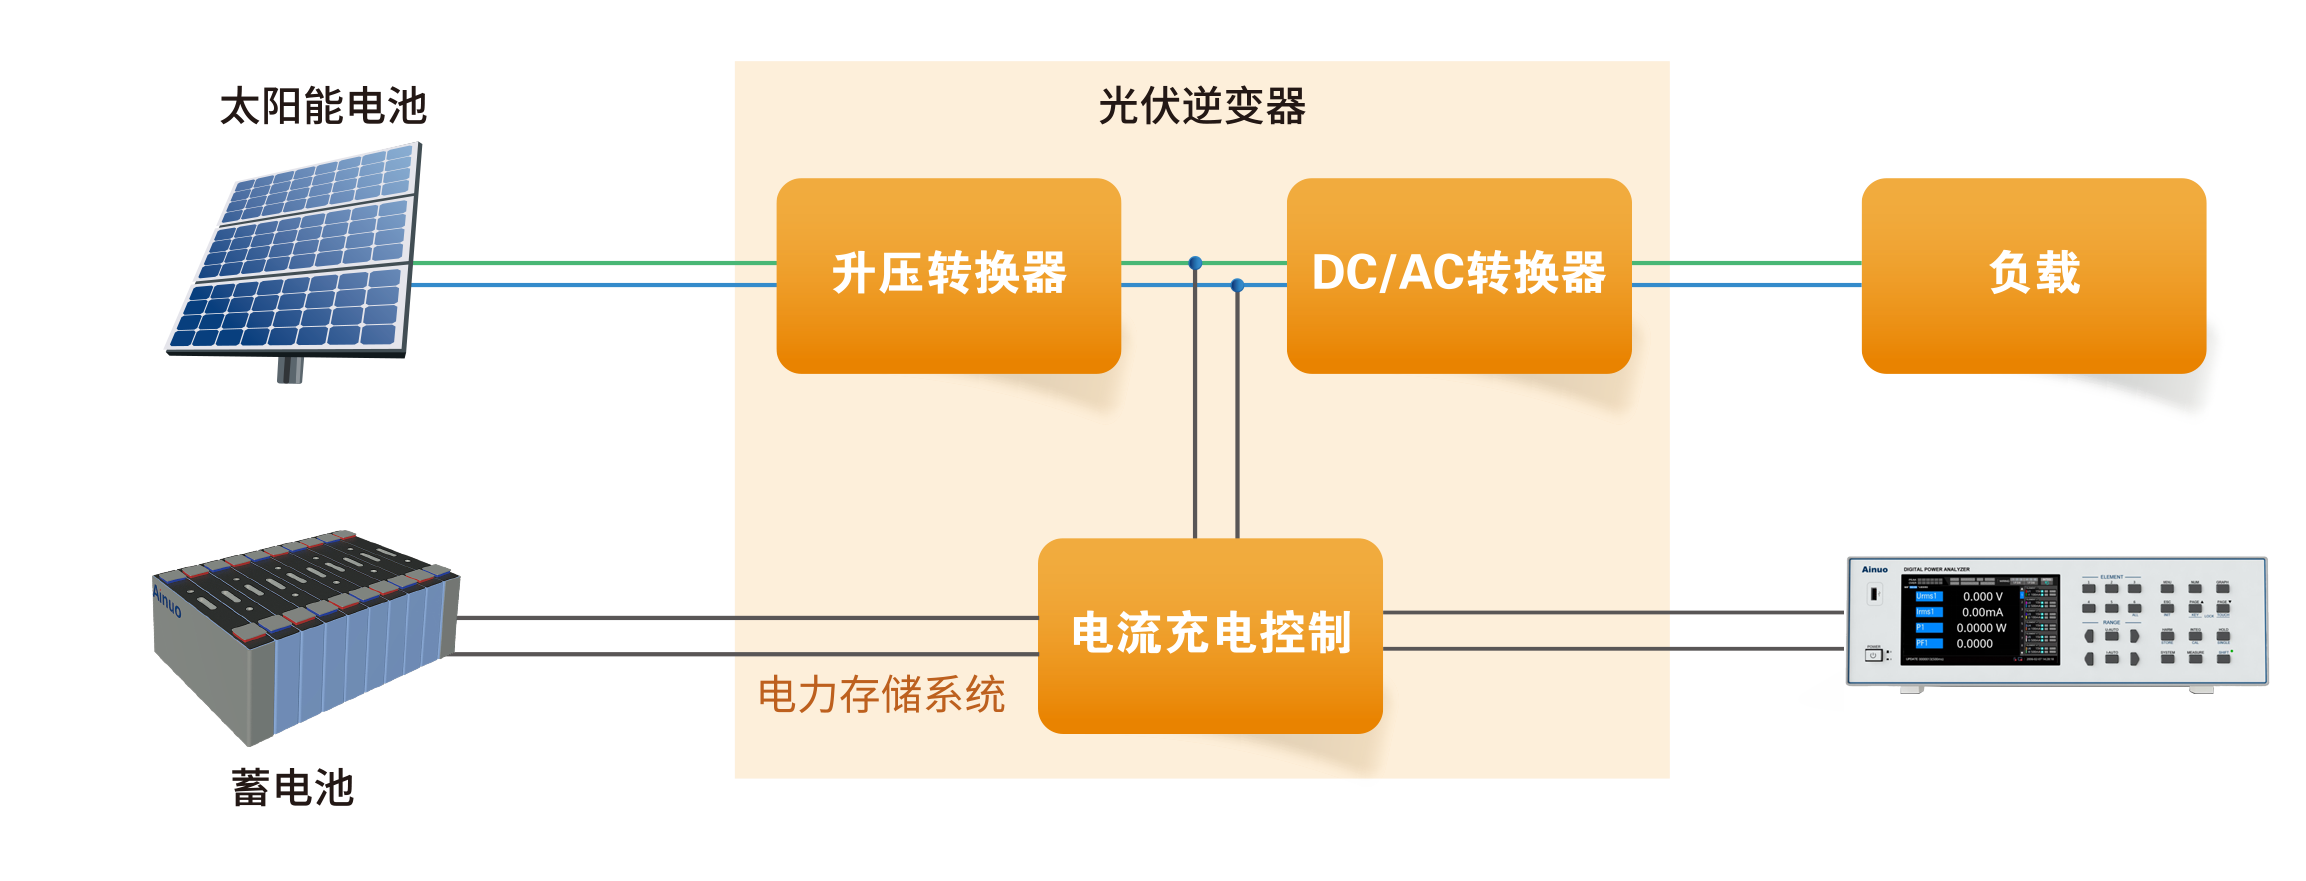 太阳能电池
光伏逆变器
升压转换器
DC/AC转换器
负载
电流充电控制
电力存储系统
蓄电池
Ainuo
Ainuo DIGITAL POWER ANALYZER
Urms1 0.000 V
Irms1 0.00mA
P1 0.0000 W
PF1 0.0000
ELEMENT
RANGE
POWER